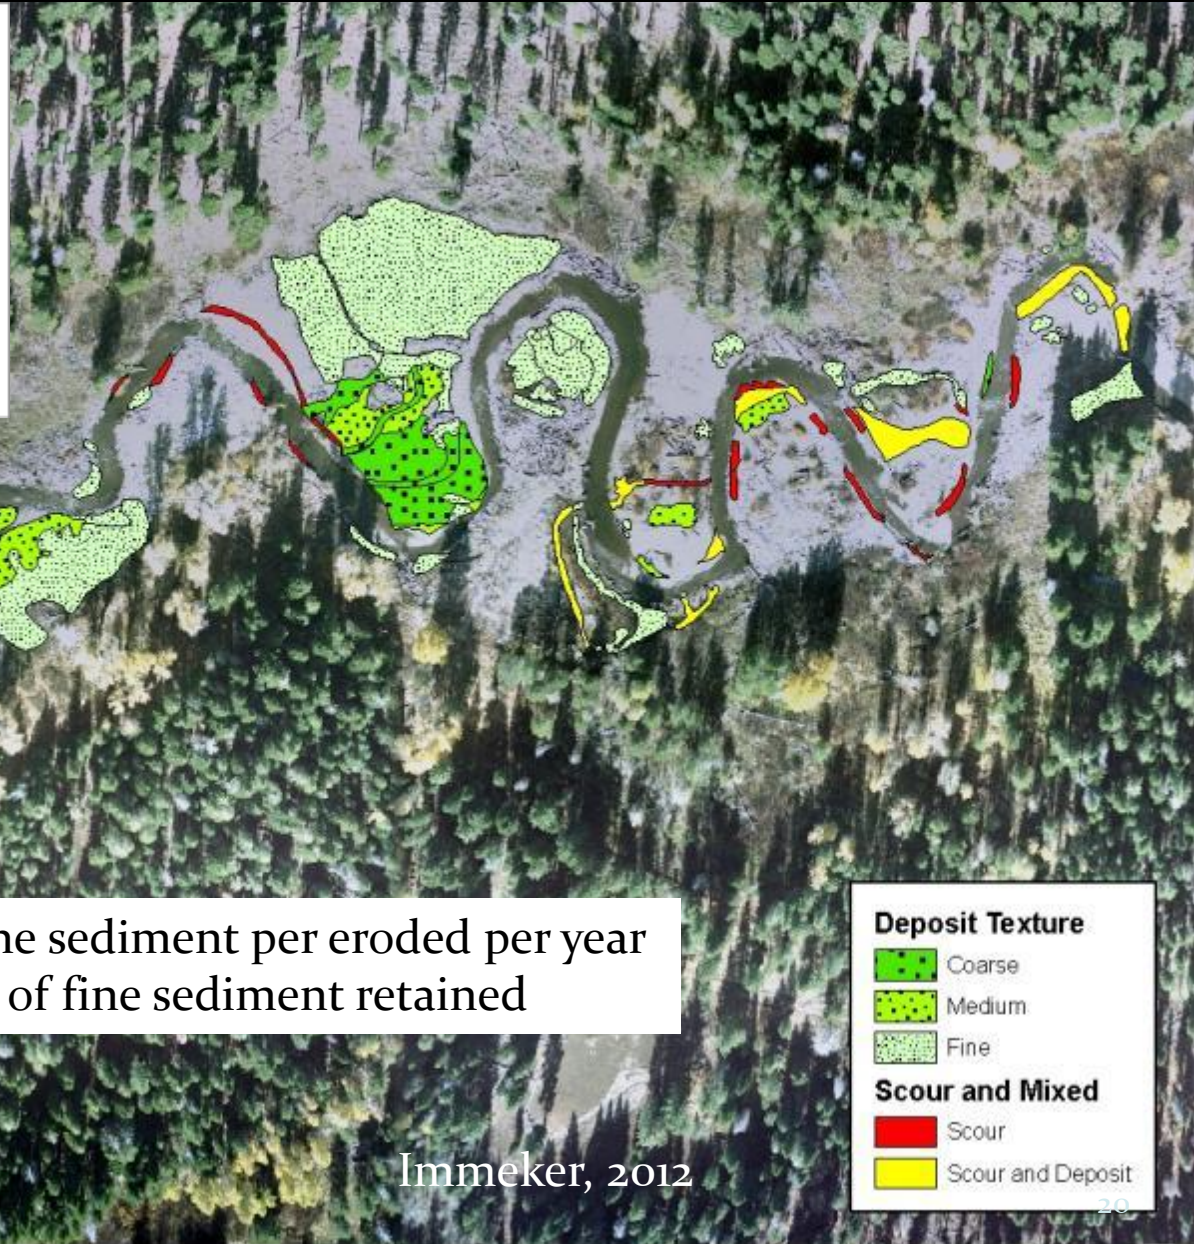 ne sediment per eroded per year
of fine sediment retained
Deposit Texture
Coarse
Medium
Fine
Scour and Mixed
Scour
Scour and Deposit
Immeker, 2012
20